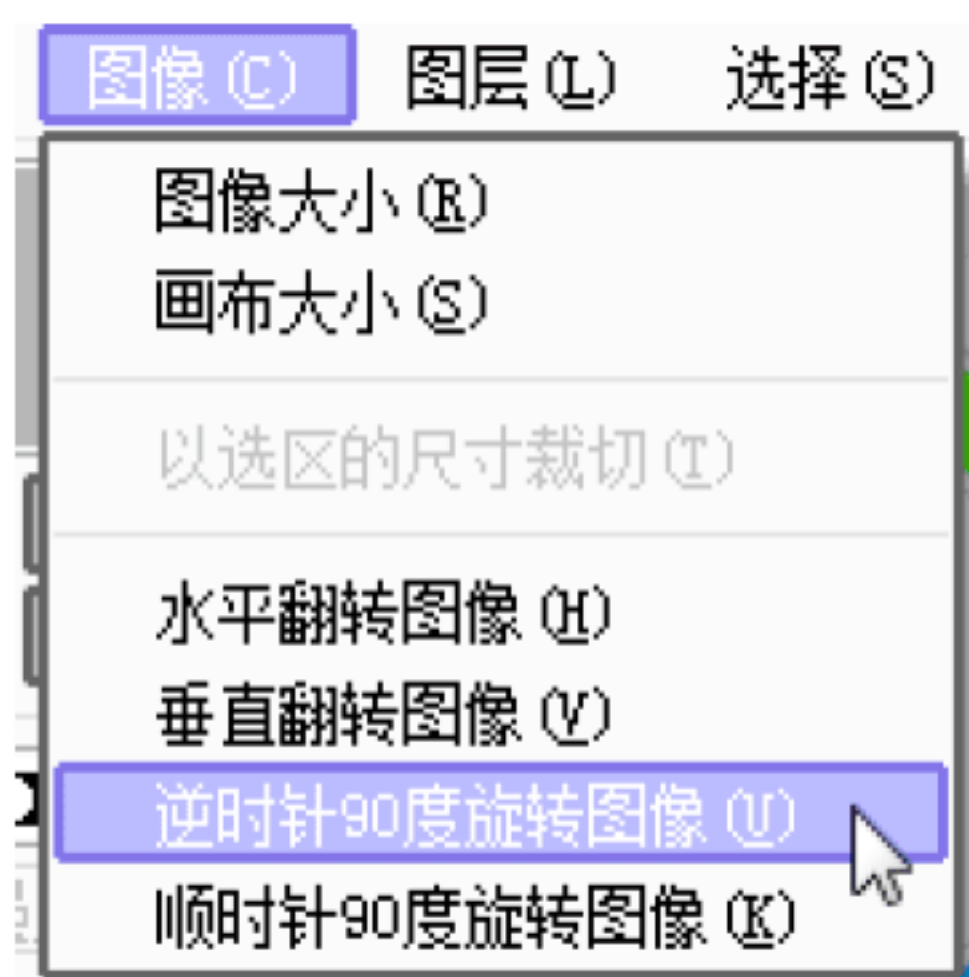 图像(C) 图层(L) 选择(S)
图像大小(R)
画布大小(S)
以选区的尺寸裁切(T)
水平翻转图像(H)
垂直翻转图像(V)
逆时针90度旋转图像(U)
顺时针90度旋转图像(K)